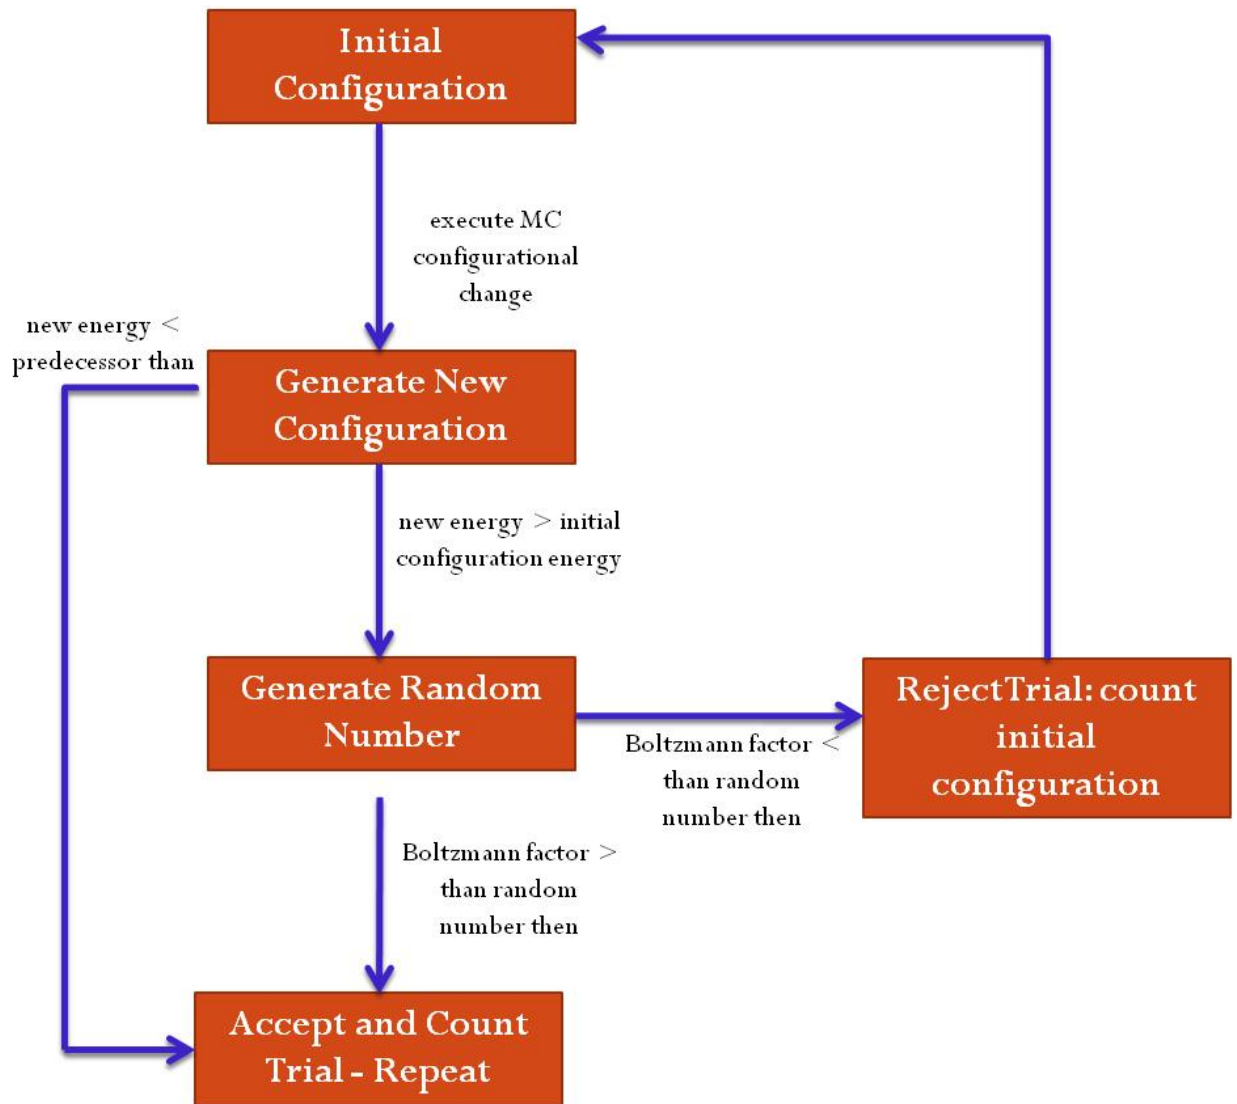 Initial
Configuration
execute MC
configurational
change
new energy <
predecessor than
Generate New
Configuration
new energy > initial
configuration energy
Generate Random
Number
Boltzmann factor <
than random
number then
RejectTrial: count
initial
configuration
Boltzmann factor >
than random
number then
Accept and Count
Trial - Repeat